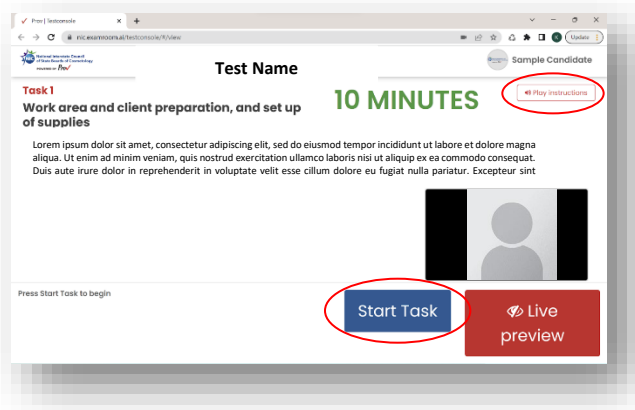 Prov | Testconsole
nic.examroom.ai/testconsole/#/view
Update
National Interstate Council
of State Boards of Cosmetology
POWERED BY Prov
Test Name
Sample Candidate
Task 1
Work area and client preparation, and set up
of supplies
10 MINUTES
Play instructions
Lorem ipsum dolor sit amet, consectetur adipiscing elit, sed do eiusmod tempor incididunt ut labore et dolore magna
aliqua. Ut enim ad minim veniam, quis nostrud exercitation ullamco laboris nisi ut aliquip ex ea commodo consequat.
Duis aute irure dolor in reprehenderit in voluptate velit esse cillum dolore eu fugiat nulla pariatur. Excepteur sint
Press Start Task to begin
Start Task
Live
preview